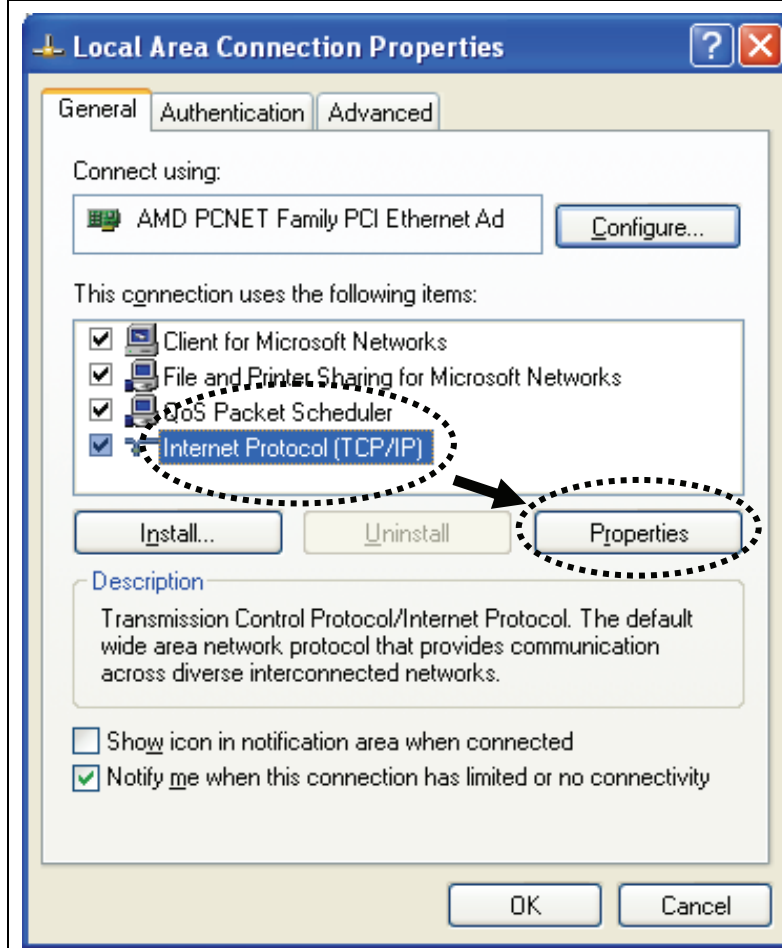 Local Area Connection Properties
General Authentication Advanced
Connect using:
AMD PCNET Family PCI Ethernet Ad
Configure...
This connection uses the following items:
Client for Microsoft Networks
File and Printer Sharing for Microsoft Networks
QoS Packet Scheduler
Internet Protocol (TCP/IP)
Install... Uninstall Properties
Description
Transmission Control Protocol/Internet Protocol. The default
wide area network protocol that provides communication
across diverse interconnected networks.
Show icon in notification area when connected
Notify me when this connection has limited or no connectivity
OK Cancel